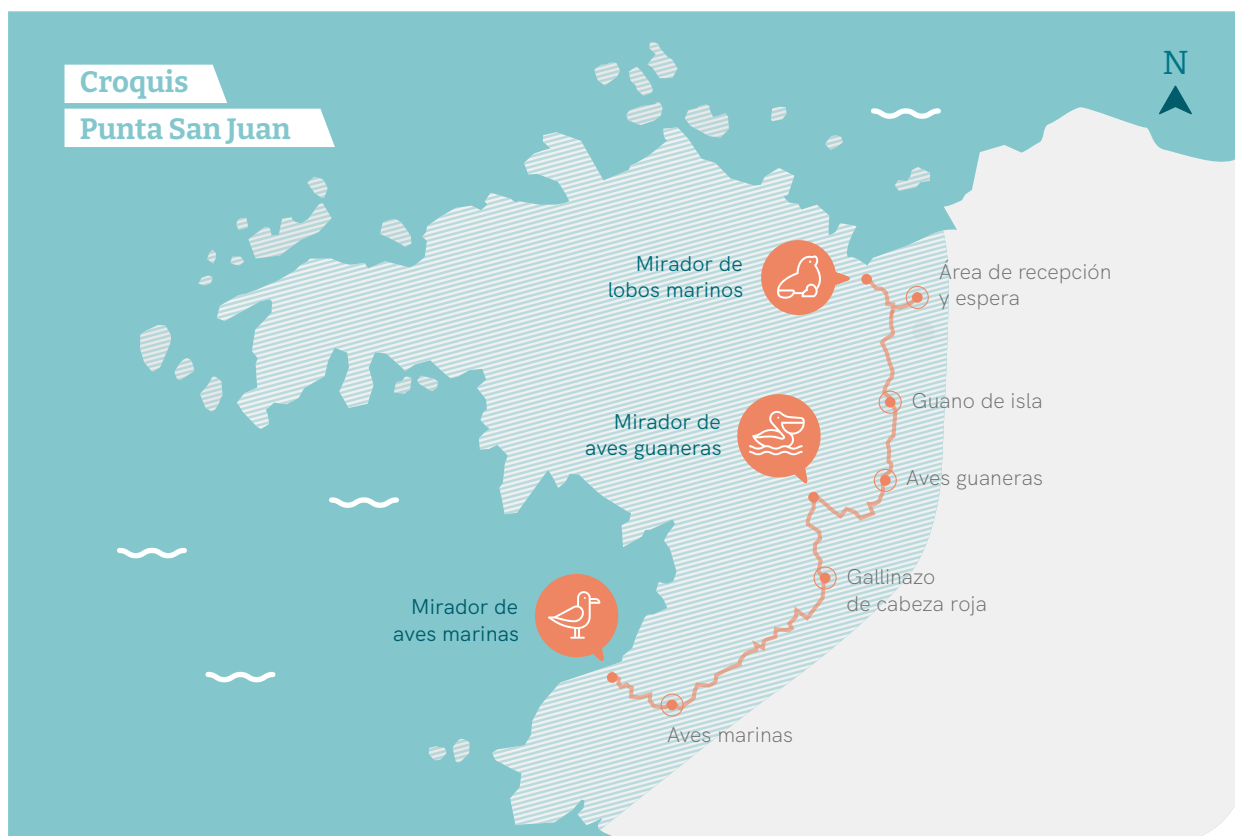 Croquis
Punta San Juan
N
Mirador de
lobos marinos
Área de recepción
y espera
Guano de isla
Mirador de
aves guaneras
Aves guaneras
Gallinazo
de cabeza roja
Mirador de
aves marinas
Aves marinas